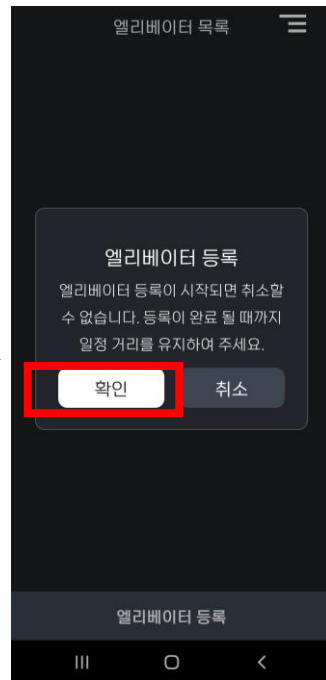 엘리베이터 목록
엘리베이터 등록
엘리베이터 등록이 시작되면 취소할
수 없습니다. 등록이 완료 될 때까지
일정 거리를 유지하여 주세요.
확인 취소
엘리베이터 등록